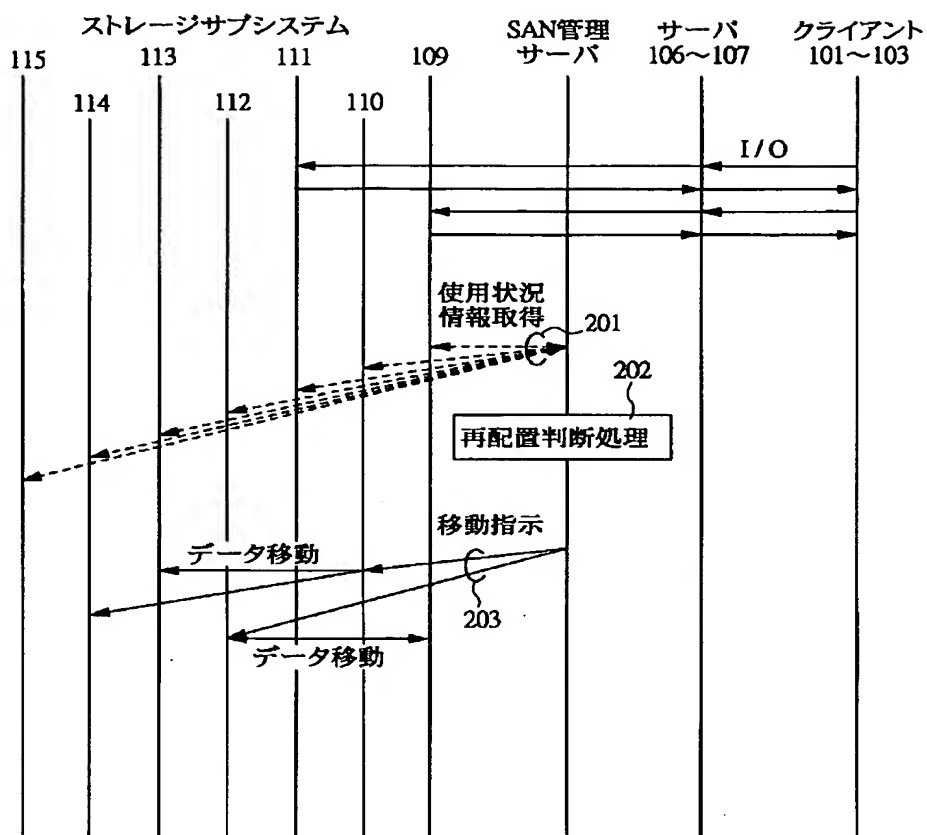 ストレージサブシステム
SAN管理
サーバ
サーバ
106～107
クライアント
101～103
115
113
111
109
114
112
110
I/O
使用状況
情報取得
201
202
再配置判断処理
移動指示
データ移動
203
データ移動